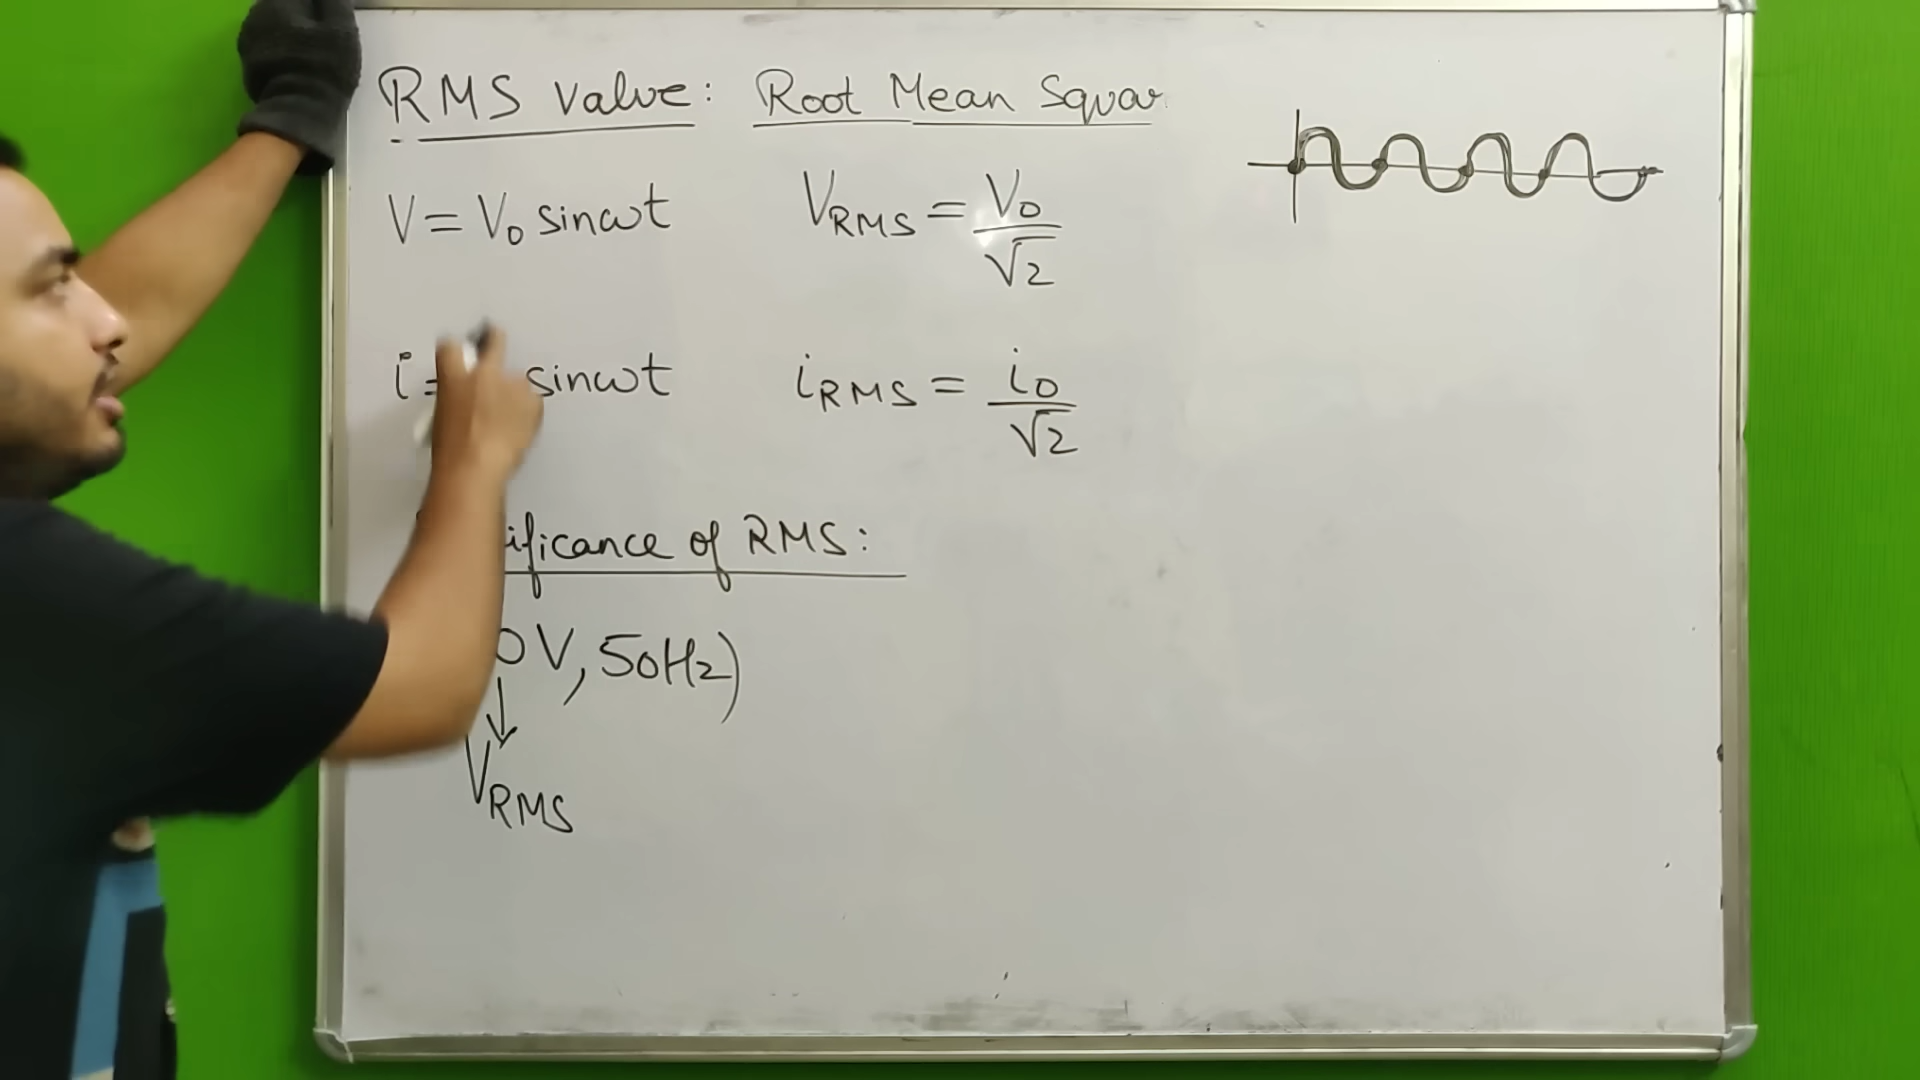 RMS Value: Root Mean Squar
V = V₀ sinωt
V_RMS = V₀/√2
i = sinωt
i_RMS = i₀/√2
ificance of RMS:
0V, 50Hz)
↓
V_RMS